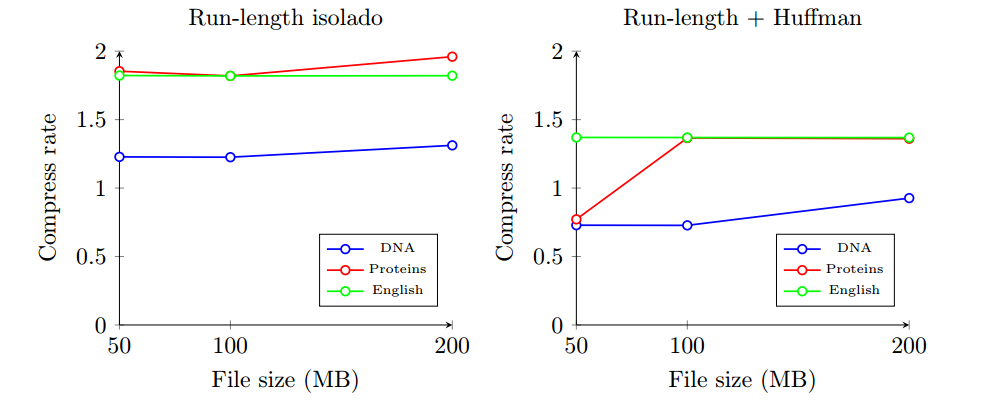 Run-length isolado
2
1.5
1
0.5
0
50
100
200
Compress rate
File size (MB)
DNA
Proteins
English
Run-length + Huffman
2
1.5
1
0.5
0
50
100
200
Compress rate
File size (MB)
DNA
Proteins
English